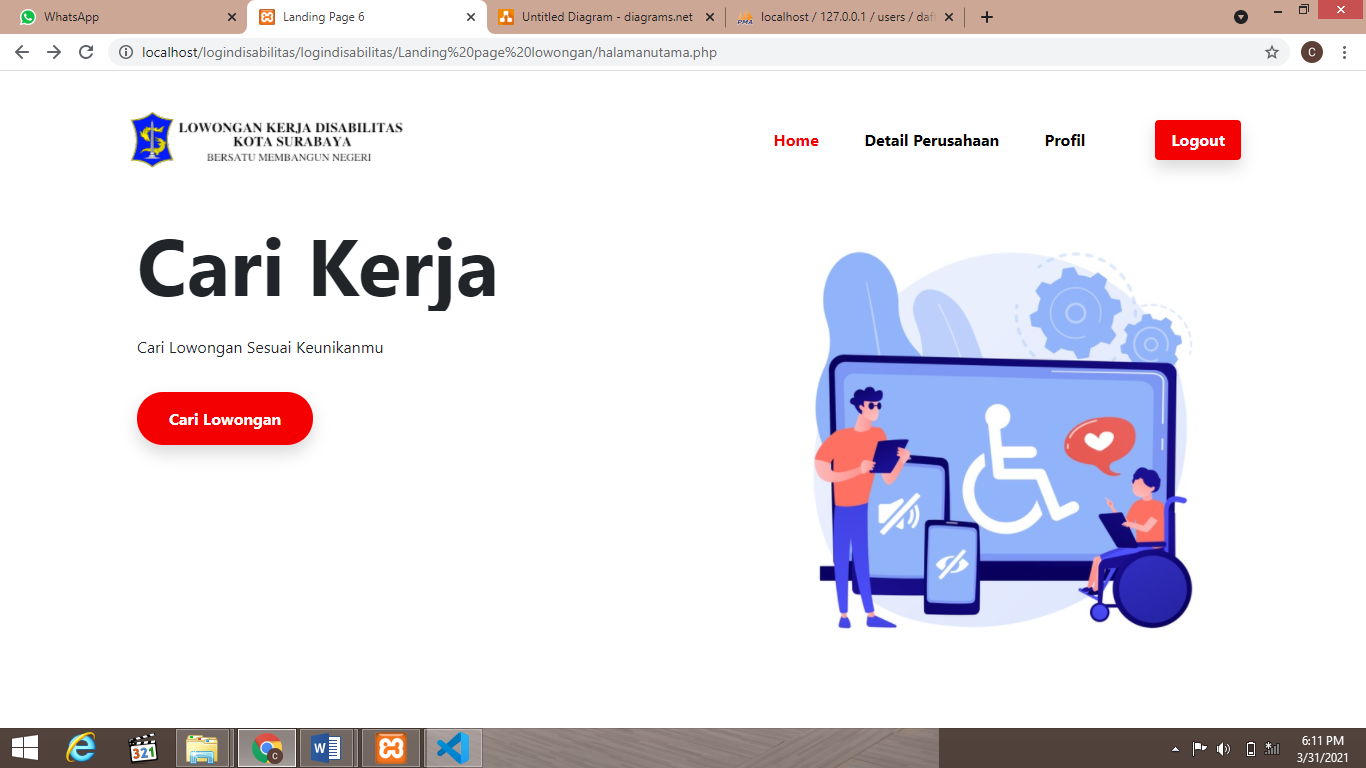 WhatsApp
Landing Page 6
Untitled Diagram - diagrams.net
localhost / 127.0.0.1 / users / daft
localhost/logindisabilitas/logindisabilitas/Landing%20page%20lowongan/halamanutama.php
C
LOWONGAN KERJA DISABILITAS
KOTA SURABAYA
BERSATU MEMBANGUN NEGERI
Home
Detail Perusahaan
Profil
Logout
Cari Kerja
Cari Lowongan Sesuai Keunikanmu
Cari Lowongan
321
C
6:11 PM
3/31/2021